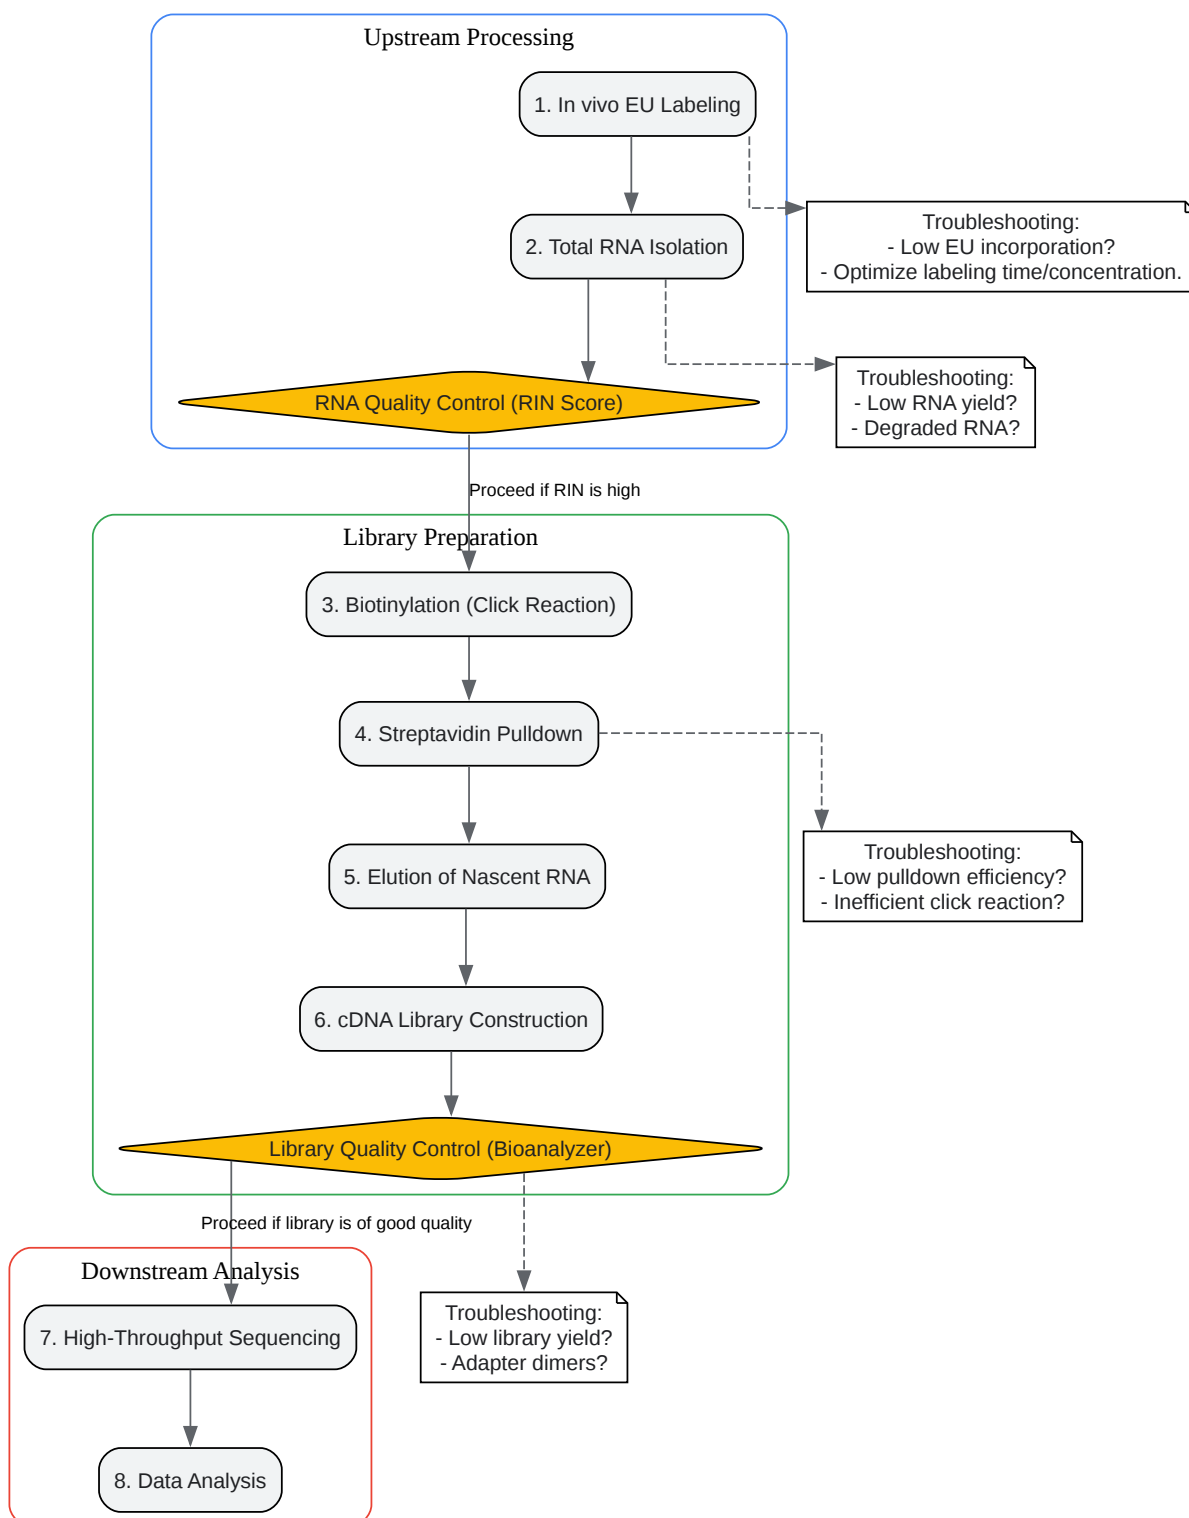 Upstream Processing
1. In vivo EU Labeling
Troubleshooting:
- Low EU incorporation?
- Optimize labeling time/concentration.
2. Total RNA Isolation
Troubleshooting:
- Low RNA yield?
- Degraded RNA?
RNA Quality Control (RIN Score)
Proceed if RIN is high
Library Preparation
3. Biotinylation (Click Reaction)
4. Streptavidin Pulldown
Troubleshooting:
- Low pulldown efficiency?
- Inefficient click reaction?
5. Elution of Nascent RNA
6. cDNA Library Construction
Library Quality Control (Bioanalyzer)
Proceed if library is of good quality
Downstream Analysis
7. High-Throughput Sequencing
Troubleshooting:
- Low library yield?
- Adapter dimers?
8. Data Analysis